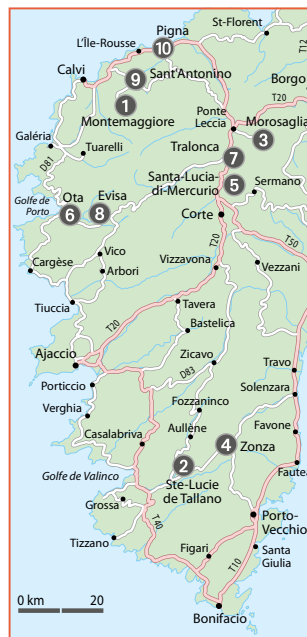 Pigna
St-Florent
L'Île-Rousse
10
T12
Calvi
9
Sant'Antonino
Borgo
T20
1
Montemaggiore
Ponte
Leccia
Morosaglia
3
Galéria
Tuarelli
D81
Tralonca
7
Santa-Lucia-
di-Mercurio
5
Sermano
Golfe de
Porto
Ota
Evisa
6
8
Corte
T20
T50
Cargèse
Vico
Arbori
Vizzavona
Vezzani
Tiuccia
T20
Tavera
Bastelica
Ajaccio
Zicavo
Travo
Porticcio
D83
Solenzara
Verghia
Fozzaninco
Favone
Casalabriva
Aullène
4
Zonza
Fautea
Golfe de Valinco
2
Ste-Lucie
de Tallano
Grossa
Porto-
Vecchio
T40
Tizzano
Figari
T10
Santa
Giulia
0 km
20
Bonifacio